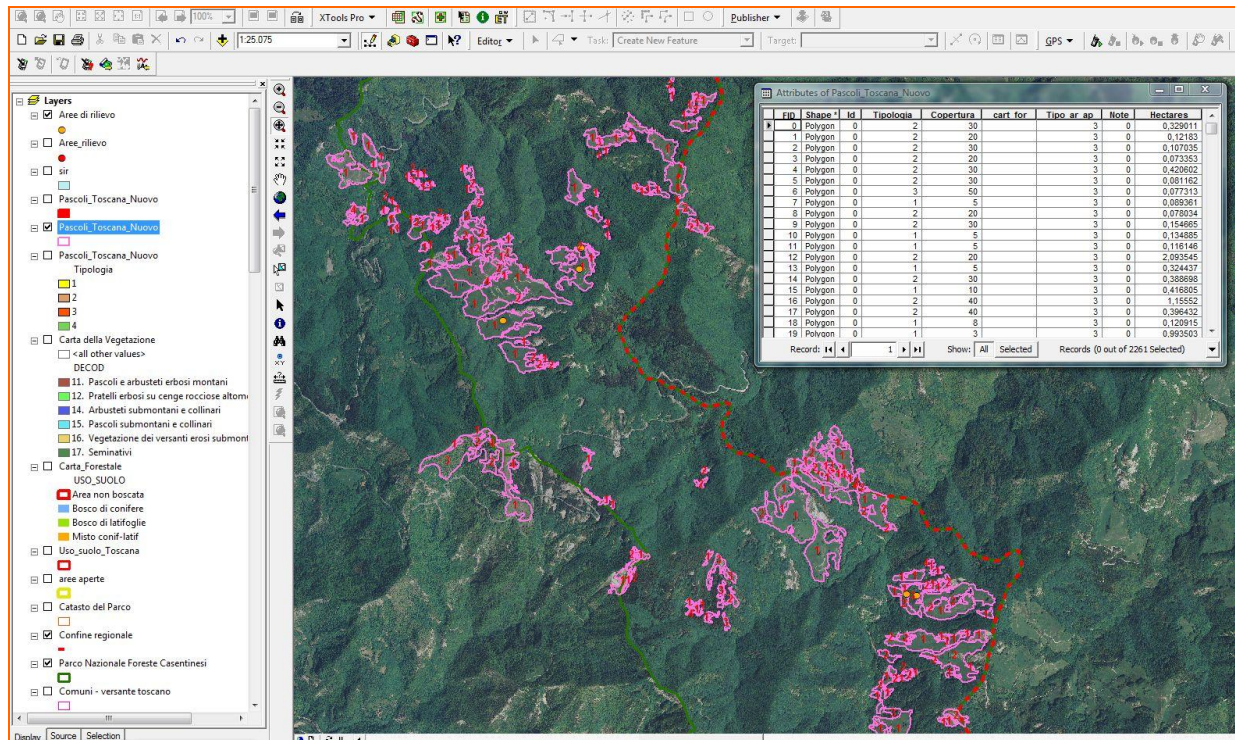 100%
XTools Pro
Publisher
1:25.075
Editor
Task: Create New Feature
Target:
GPS
Layers
Aree di rilievo
Aree_rilievo
sir
Pascoli_Toscana_Nuovo
Pascoli_Toscana_Nuovo
Pascoli_Toscana_Nuovo
Tipologia
1
2
3
4
Carta della Vegetazione
<all other values>
DECOD
11. Pascoli e arbusteti erbosi montani
12. Pratelli erbosi su cenge rocciose altom
14. Arbusteti submontani e collinari
15. Pascoli submontani e collinari
16. Vegetazione dei versanti erosi submont
17. Seminativi
Carta_Forestale
USO_SUOLO
Area non boscata
Bosco di conifere
Bosco di latifoglie
Misto conif-latif
Uso_suolo_Toscana
aree aperte
Catasto del Parco
Confine regionale
Parco Nazionale Foreste Casentinesi
Comuni - versante toscano
Display Source Selection
Attributes of Pascoli_Toscana_Nuovo
FID Shape * Id Tipologia Copertura cart_for Tipo_ar_ap Note Hectares
0 Polygon 0 2 30 3 0 0,329011
1 Polygon 0 2 20 3 0 0,12183
2 Polygon 0 2 30 3 0 0,107035
3 Polygon 0 2 20 3 0 0,073353
4 Polygon 0 2 30 3 0 0,420602
5 Polygon 0 2 30 3 0 0,081162
6 Polygon 0 3 50 3 0 0,077313
7 Polygon 0 1 5 3 0 0,089361
8 Polygon 0 2 20 3 0 0,078034
9 Polygon 0 2 30 3 0 0,154665
10 Polygon 0 1 5 3 0 0,134885
11 Polygon 0 1 5 3 0 0,116146
12 Polygon 0 2 20 3 0 2,093545
13 Polygon 0 1 5 3 0 0,324437
14 Polygon 0 2 30 3 0 0,388698
15 Polygon 0 1 10 3 0 0,416805
16 Polygon 0 2 40 3 0 1,15552
17 Polygon 0 2 40 3 0 0,396432
18 Polygon 0 1 8 3 0 0,120915
19 Polygon 0 1 3 3 0 0,993503
Record: 1 Show: All Selected Records (0 out of 2261 Selected)